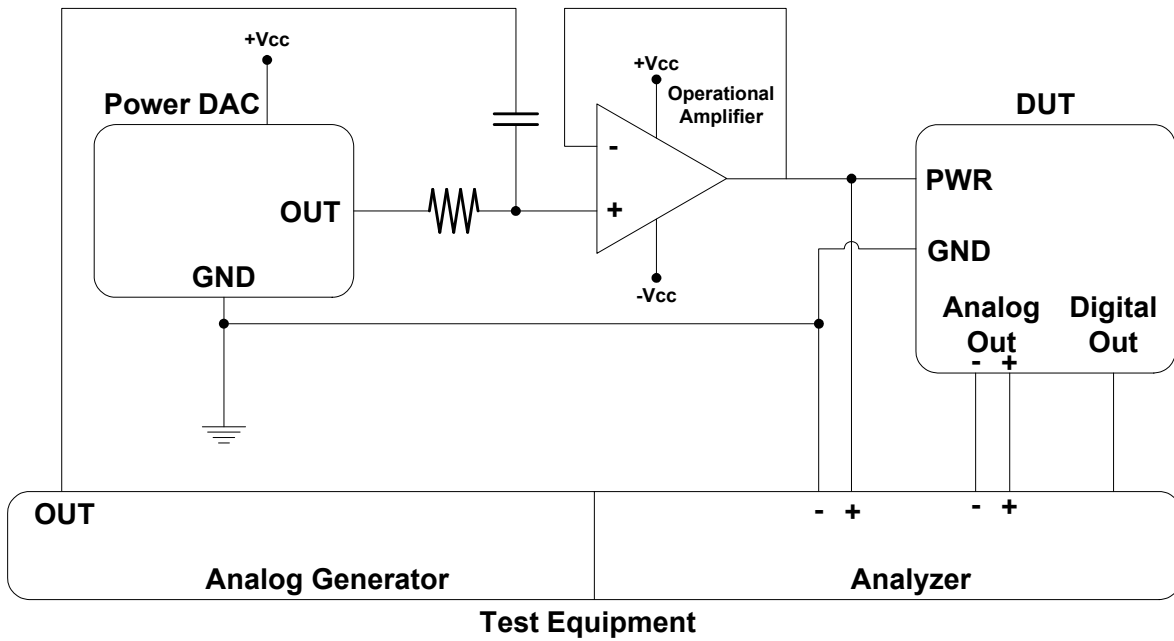 +Vcc
Power DAC
OUT
GND
+Vcc
Operational
Amplifier
-
+
-Vcc
DUT
PWR
GND
Analog
Out
- +
Digital
Out
OUT
- +
- +
Analog Generator
Analyzer
Test Equipment